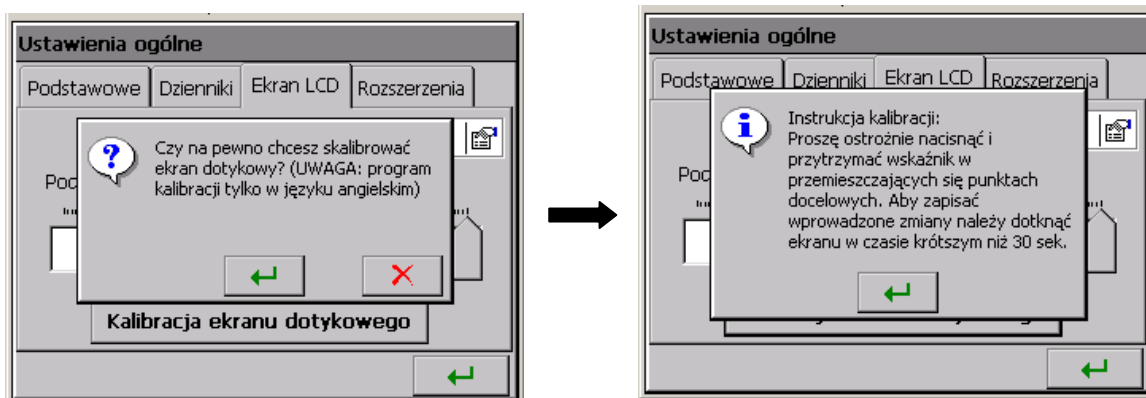 Ustawienia ogólne
Podstawowe Dzienniki Ekran LCD Rozszerzenia
Czy na pewno chcesz skalibrować
ekran dotykowy? (UWAGA: program
kalibracji tylko w języku angielskim)
Pod
Kalibracja ekranu dotykowego
Ustawienia ogólne
Podstawowe Dzienniki Ekran LCD Rozszerzenia
Instrukcja kalibracji:
Proszę ostrożnie nacisnąć i
przytrzymać wskaźnik w
przemieszczających się punktach
docelowych. Aby zapisać
wprowadzone zmiany należy dotknąć
ekranu w czasie krótszym niż 30 sek.
Pod